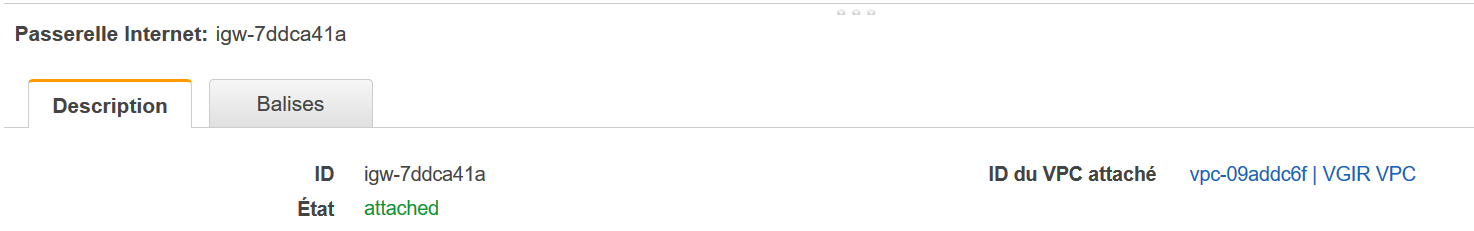 Passerelle Internet: igw-7ddca41a
Description Balises
ID igw-7ddca41a ID du VPC attaché vpc-09addc6f | VGIR VPC
État attached